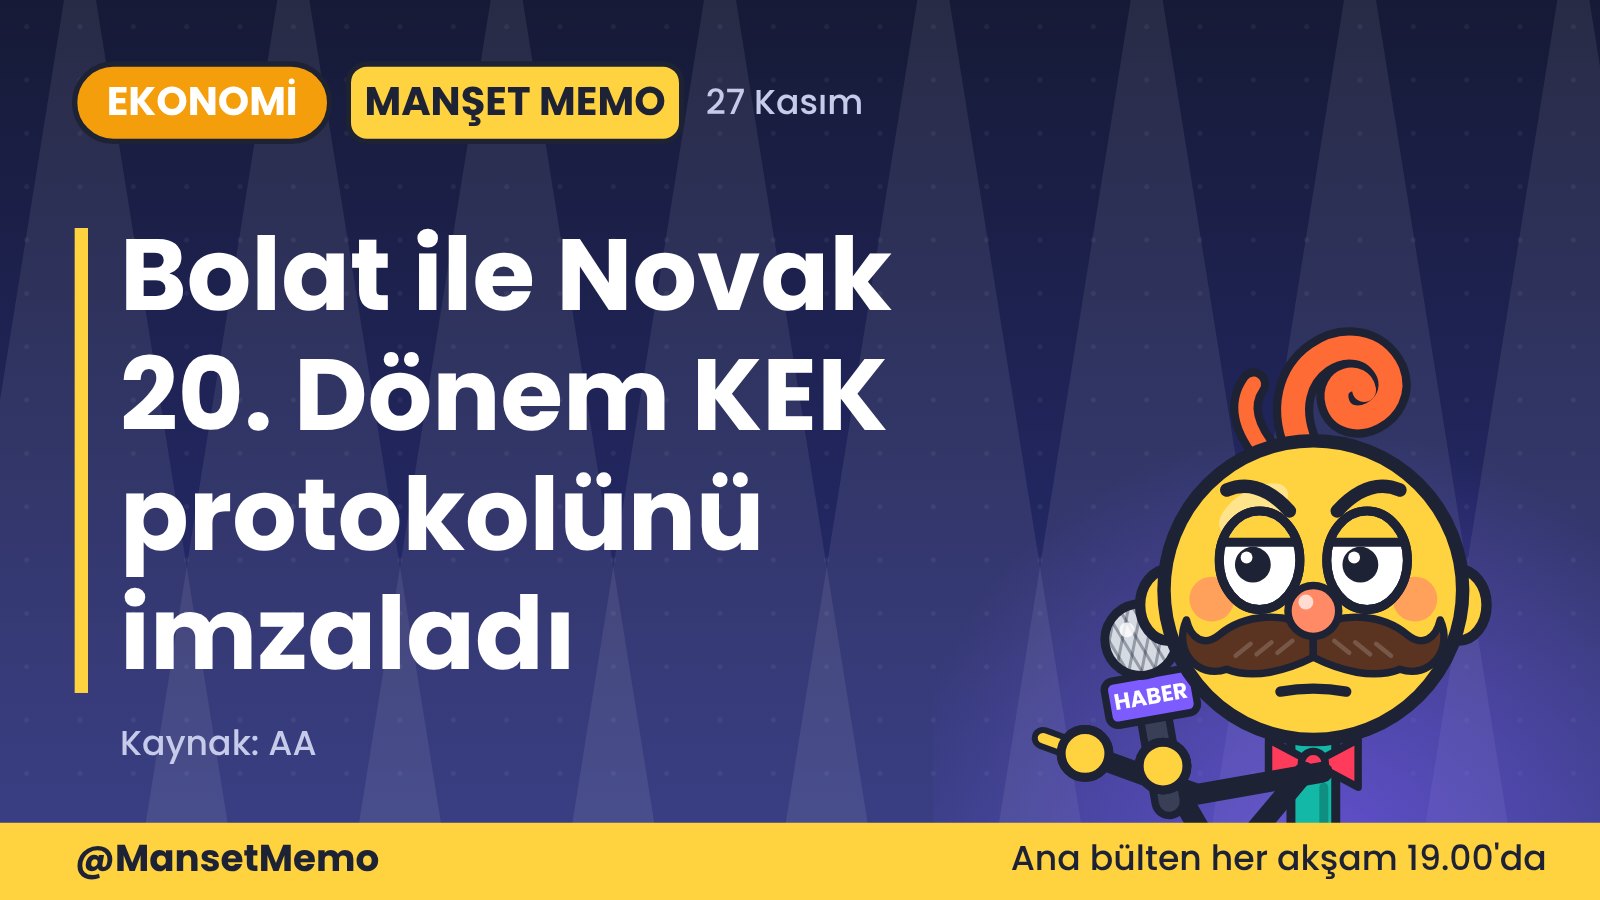 EKONOMİ MANŞET MEMO 27 Kasım
Bolat ile Novak
20. Dönem KEK
protokolünü
imzaladı
Kaynak: AA
HABER
@MansetMemo
Ana bülten her akşam 19.00'da